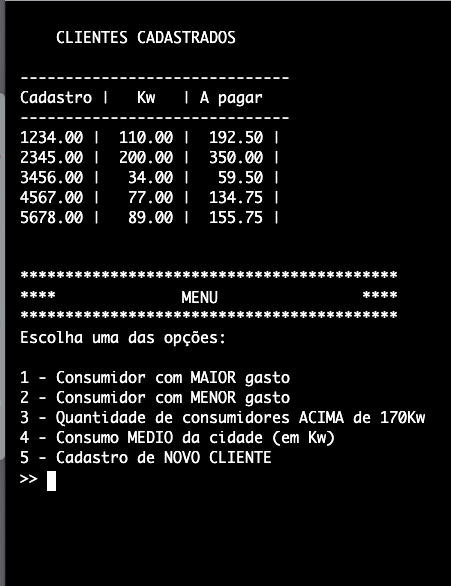 CLIENTES CADASTRADOS
------------------------------
Cadastro |   Kw   | A pagar
------------------------------
1234.00 |  110.00 |  192.50 |
2345.00 |  200.00 |  350.00 |
3456.00 |   34.00 |   59.50 |
4567.00 |   77.00 |  134.75 |
5678.00 |   89.00 |  155.75 |
******************************************
****              MENU                ****
******************************************
Escolha uma das opções:
1 - Consumidor com MAIOR gasto
2 - Consumidor com MENOR gasto
3 - Quantidade de consumidores ACIMA de 170Kw
4 - Consumo MEDIO da cidade (em Kw)
5 - Cadastro de NOVO CLIENTE
>>